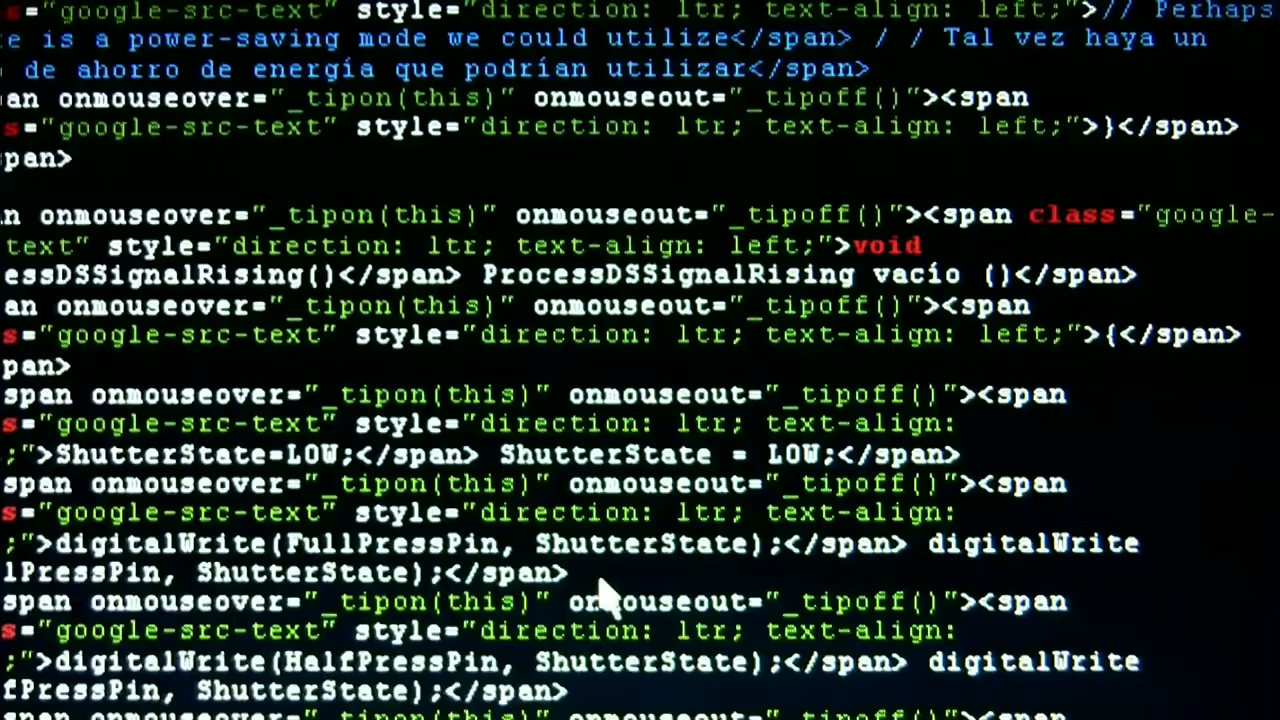 s="google-src-text" style="direction: ltr; text-align: left;">// Perhaps
e is a power-saving mode we could utilize</span> / / Tal vez haya un
de ahorro de energía que podrían utilizar</span>
an onmouseover="_tipon(this)" onmouseout="_tipoff()"><span
s="google-src-text" style="direction: ltr; text-align: left;">}</span>
pan>
n onmouseover="_tipon(this)" onmouseout="_tipoff()"><span class="google-
text" style="direction: ltr; text-align: left;">void
essDSSignalRising()</span> ProcessDSSignalRising vacío ()</span>
an onmouseover="_tipon(this)" onmouseout="_tipoff()"><span
s="google-src-text" style="direction: ltr; text-align: left;">{</span>
pan>
span onmouseover="_tipon(this)" onmouseout="_tipoff()"><span
s="google-src-text" style="direction: ltr; text-align:
;">ShutterState=LOW;</span> ShutterState = LOW;</span>
span onmouseover="_tipon(this)" onmouseout="_tipoff()"><span
s="google-src-text" style="direction: ltr; text-align:
;">digitalWrite(FullPressPin, ShutterState);</span> digitalWrite
lPressPin, ShutterState);</span>
span onmouseover="_tipon(this)" onmouseout="_tipoff()"><span
s="google-src-text" style="direction: ltr; text-align:
;">digitalWrite(HalfPressPin, ShutterState);</span> digitalWrite
fPressPin, ShutterState);</span>
span onmouseover="_tipon(this)" onmouseout="_tipoff()"><span